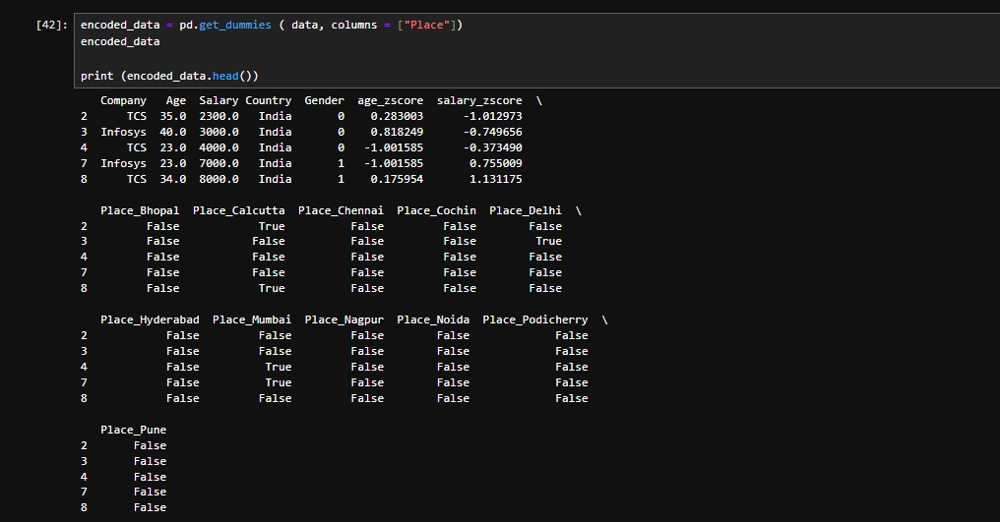 [42]: encoded_data = pd.get_dummies ( data, columns = ["Place"])
encoded_data
print (encoded_data.head())
Company Age Salary Country Gender age_zscore salary_zscore \
2 TCS 35.0 2300.0 India 0 0.283003 -1.012973
3 Infosys 40.0 3000.0 India 0 0.818249 -0.749656
4 TCS 23.0 4000.0 India 0 -1.001585 -0.373490
7 Infosys 23.0 7000.0 India 1 -1.001585 0.755009
8 TCS 34.0 8000.0 India 1 0.175954 1.131175
Place_Bhopal Place_Calcutta Place_Chennai Place_Cochin Place_Delhi \
2 False True False False False
3 False False False False True
4 False False False False False
7 False False False False False
8 False True False False False
Place_Hyderabad Place_Mumbai Place_Nagpur Place_Noida Place_Podicherry \
2 False False False False False
3 False False False False False
4 False True False False False
7 False True False False False
8 False False False False False
Place_Pune
2 False
3 False
4 False
7 False
8 False